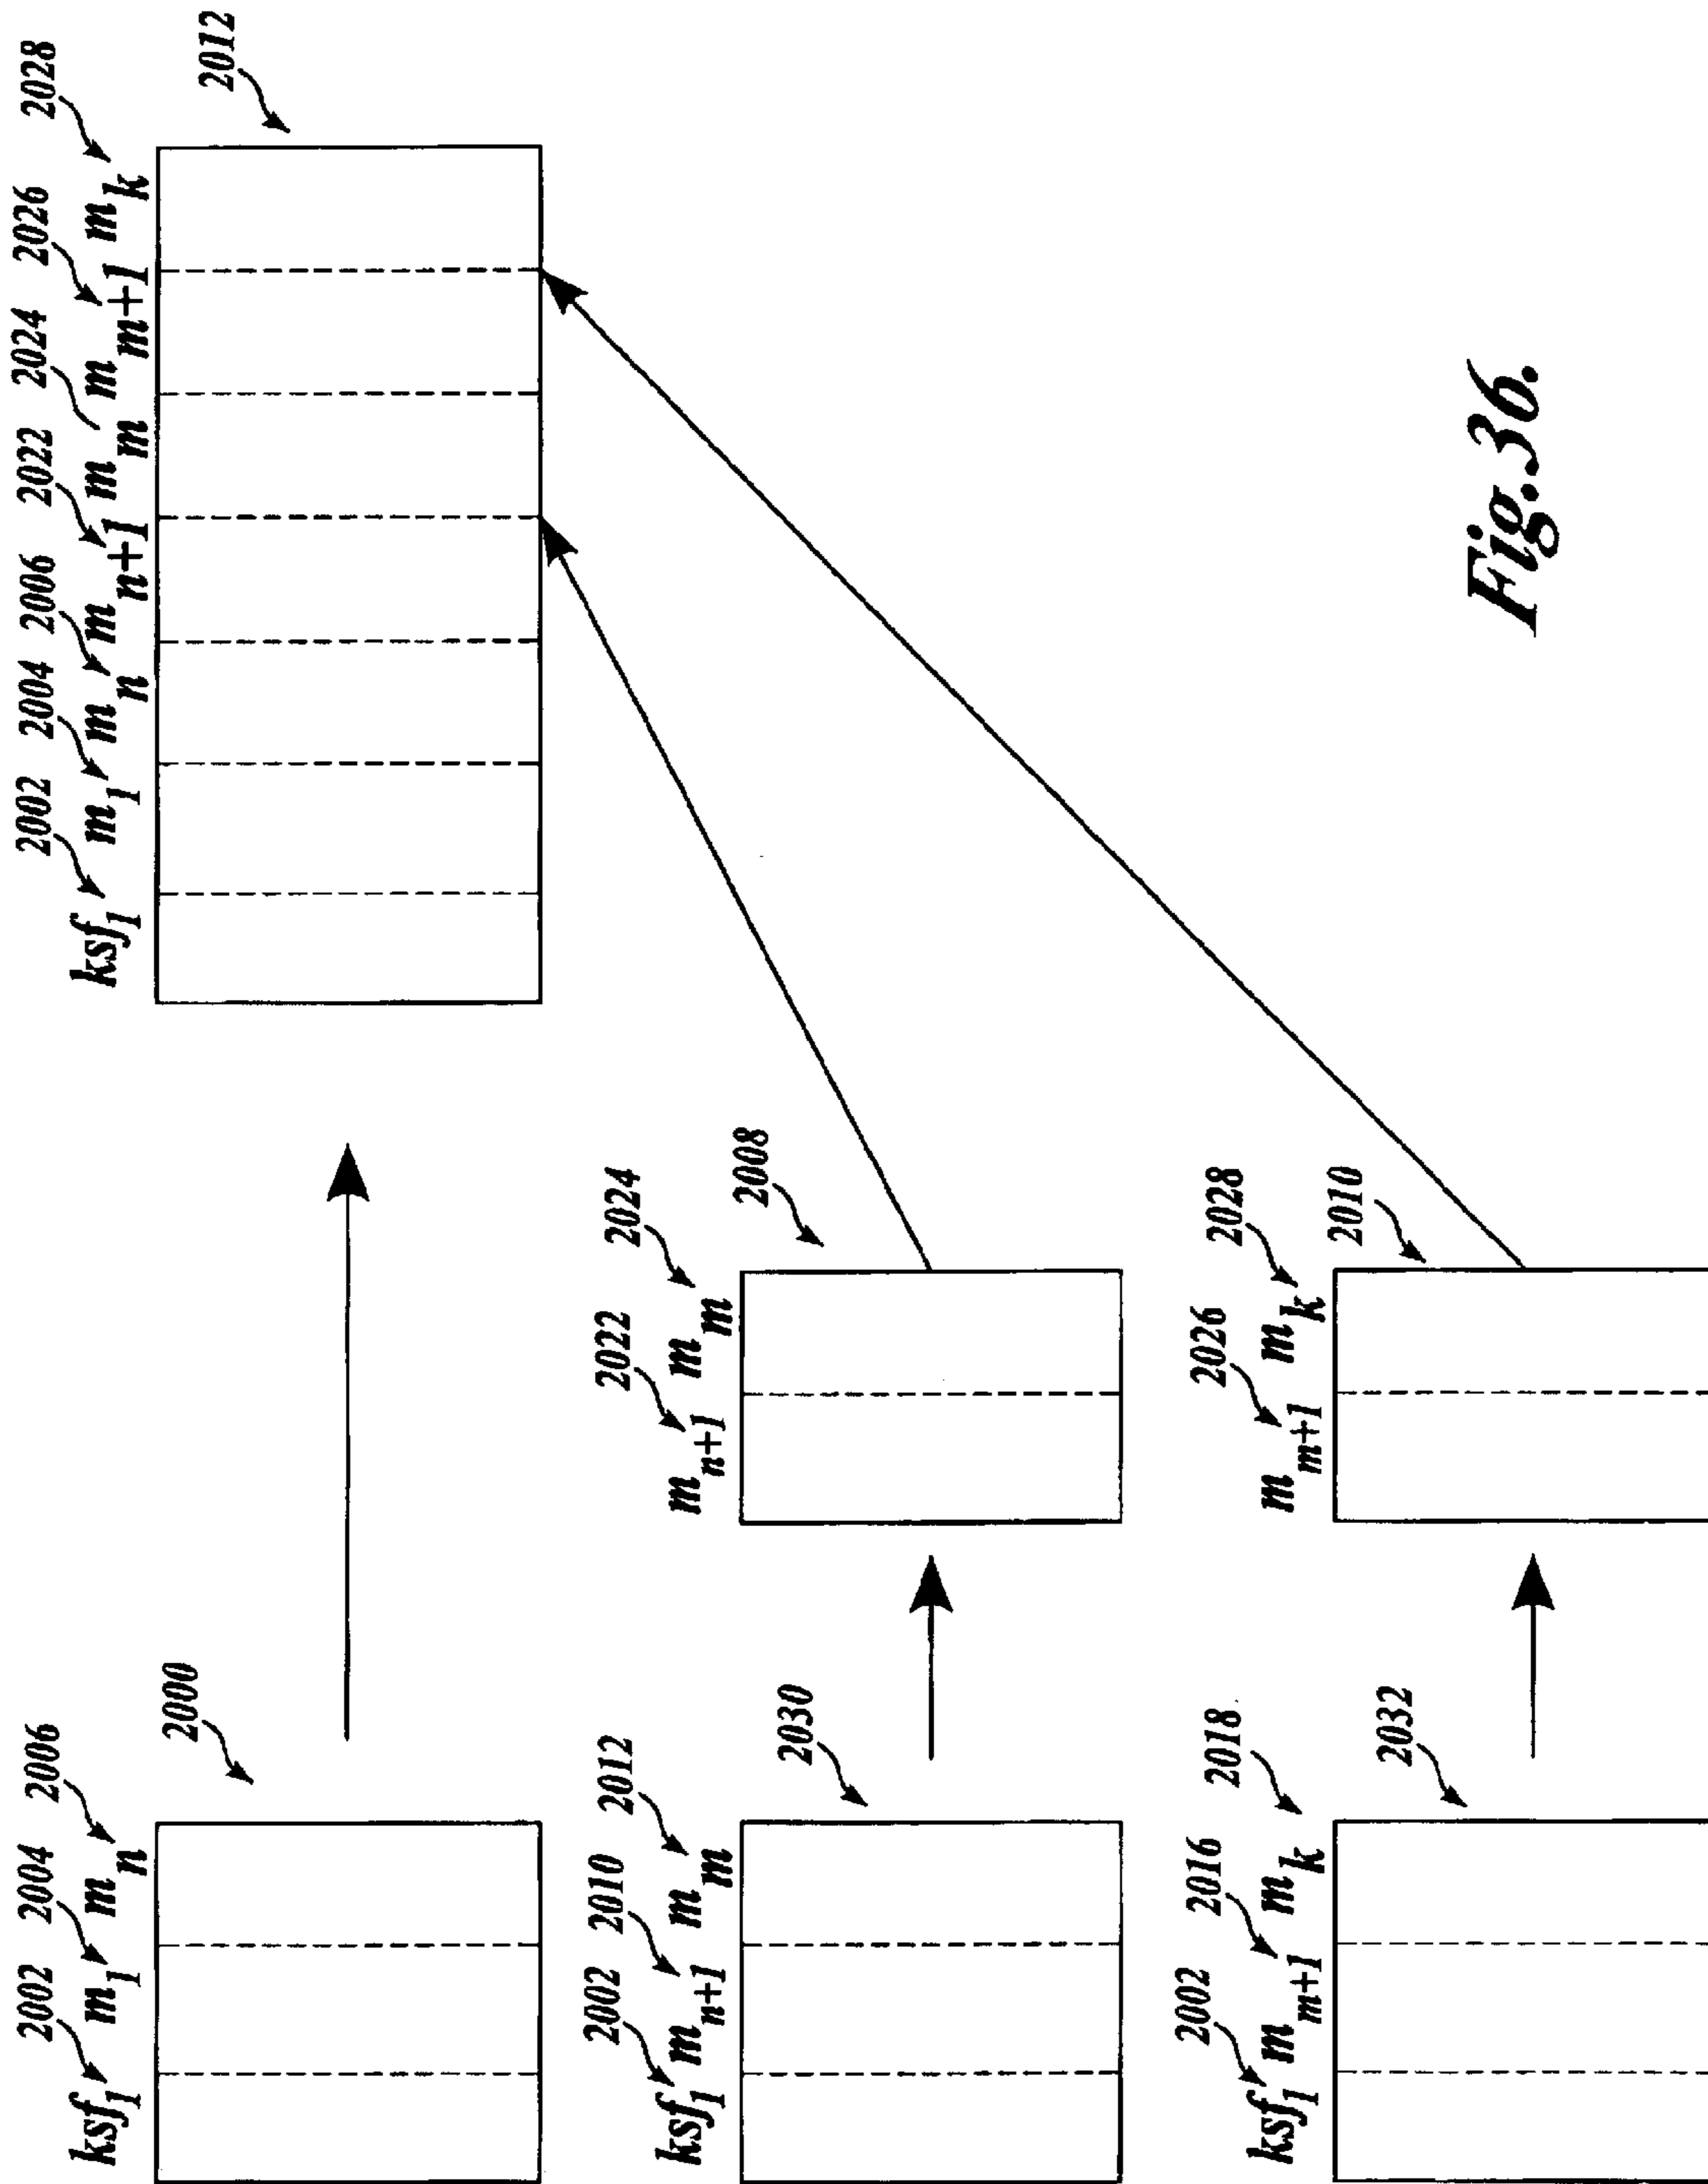 2002 2004 2006
ksf1 m1 mn
2000
2002 2004 2006 2022 2024 2026 2028
ksf1 m1 mn mn+1 mm mm+1 mk
2012
2002 2010 2012
ksf1 mn+1 mm
2030
2022 2024
mn+1 mm
2008
2002 2016 2018
ksf1 mm+1 mk
2032
2026 2028
mm+1 mk
2010
Fig.36.